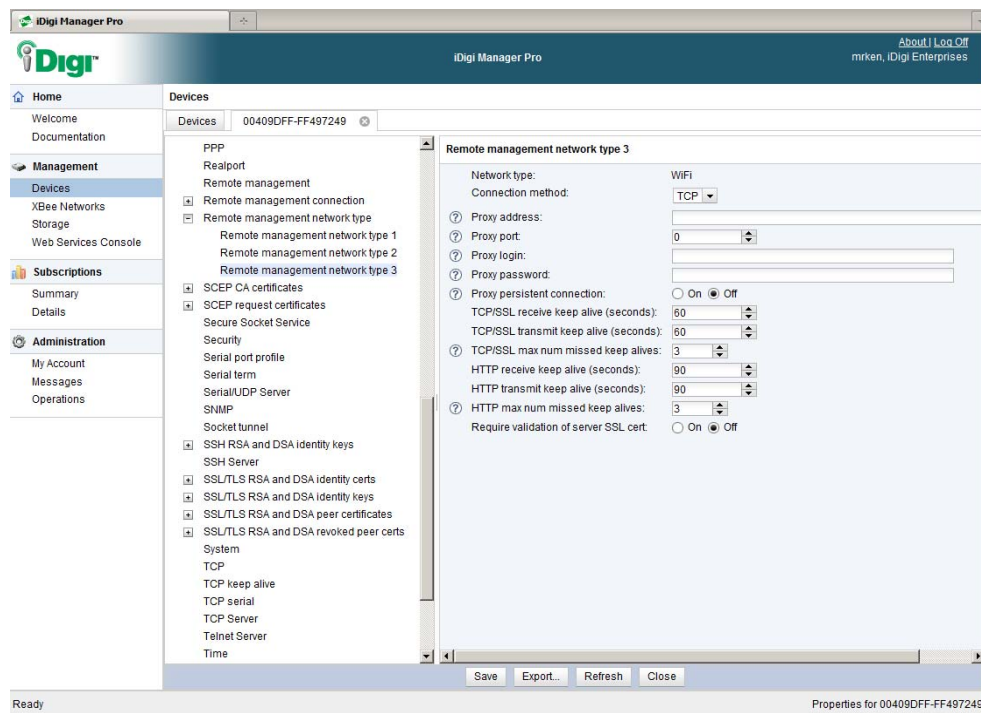 iDigi Manager Pro
iDigi™
iDigi Manager Pro
About | Log Off
mrken, iDigi Enterprises
Home
Welcome
Documentation
Management
Devices
XBee Networks
Storage
Web Services Console
Subscriptions
Summary
Details
Administration
My Account
Messages
Operations
Devices
Devices
00409DFF-FF497249
PPP
Realport
Remote management
Remote management connection
Remote management network type
Remote management network type 1
Remote management network type 2
Remote management network type 3
SCEP CA certificates
SCEP request certificates
Secure Socket Service
Security
Serial port profile
Serial term
Serial/UDP Server
SNMP
Socket tunnel
SSH RSA and DSA identity keys
SSH Server
SSL/TLS RSA and DSA identity certs
SSL/TLS RSA and DSA identity keys
SSL/TLS RSA and DSA peer certificates
SSL/TLS RSA and DSA revoked peer certs
System
TCP
TCP keep alive
TCP serial
TCP Server
Telnet Server
Time
Remote management network type 3
Network type: WiFi
Connection method: TCP
? Proxy address:
? Proxy port: 0
? Proxy login:
? Proxy password:
? Proxy persistent connection: On Off
TCP/SSL receive keep alive (seconds): 60
TCP/SSL transmit keep alive (seconds): 60
? TCP/SSL max num missed keep alives: 3
HTTP receive keep alive (seconds): 90
HTTP transmit keep alive (seconds): 90
? HTTP max num missed keep alives: 3
Require validation of server SSL cert: On Off
Save Export... Refresh Close
Ready
Properties for 00409DFF-FF497249